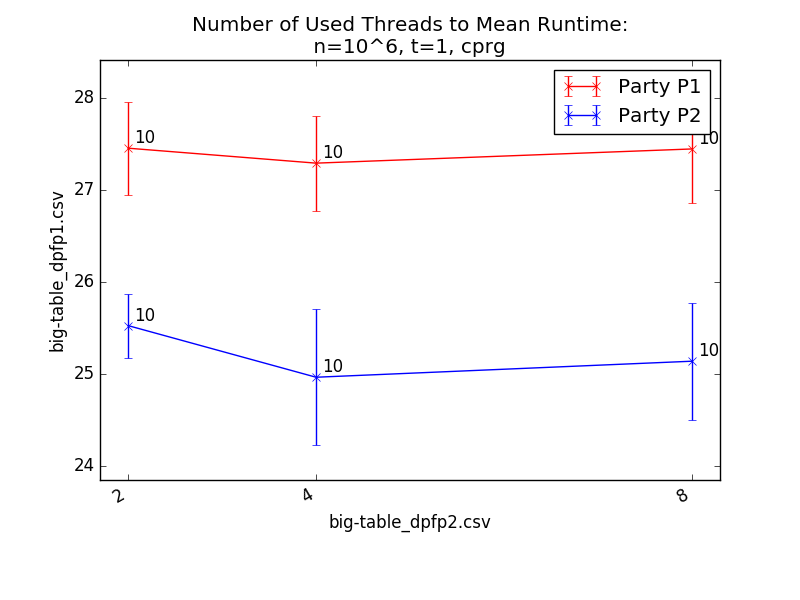 Number of Used Threads to Mean Runtime:
n=10^6, t=1, cprg
Party P1
Party P2
28
27
26
25
24
big-table_dpfp1.csv
10
10
10
10
10
10
2
4
8
big-table_dpfp2.csv